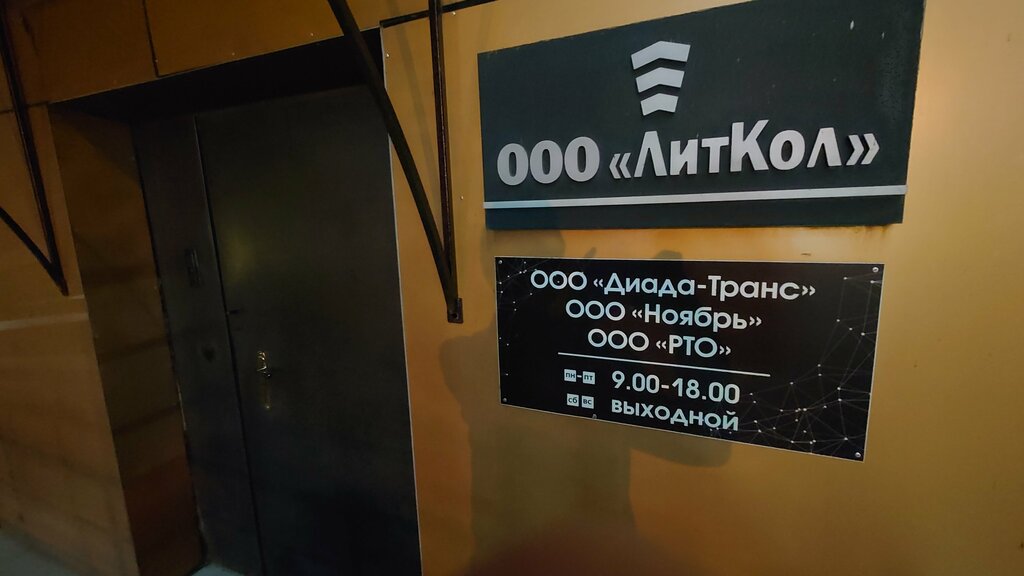 ООО «ЛитКол»
ООО «Диада-Транс»
ООО «Ноябрь»
ООО «РТО»
пн-пт 9.00-18.00
сб вс выходной